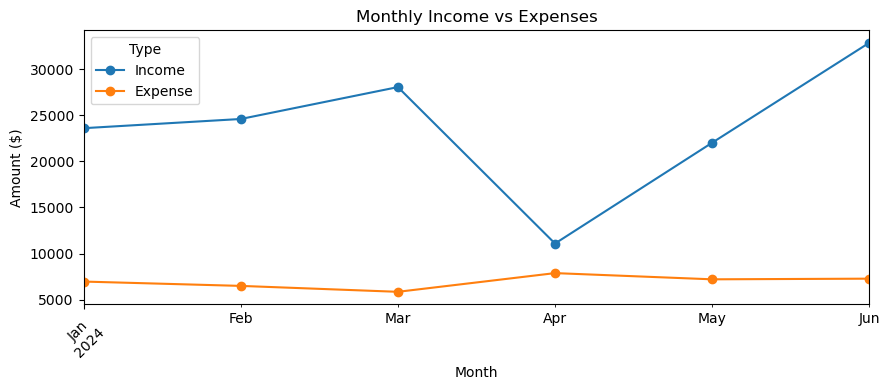 Monthly Income vs Expenses
Type
Income
Expense
Amount ($)
30000
25000
20000
15000
10000
5000
Jan
2024
Feb
Mar
Apr
May
Jun
Month